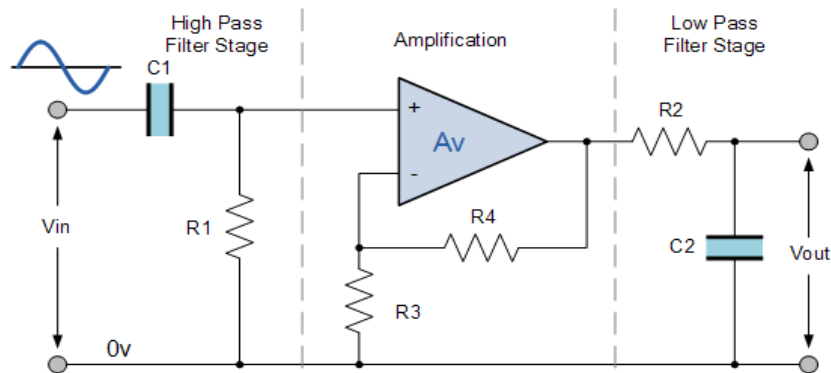 High Pass
Filter Stage
Amplification
Low Pass
Filter Stage
C1
R2
+
Av
-
Vin
R1
R4
C2
Vout
R3
0v